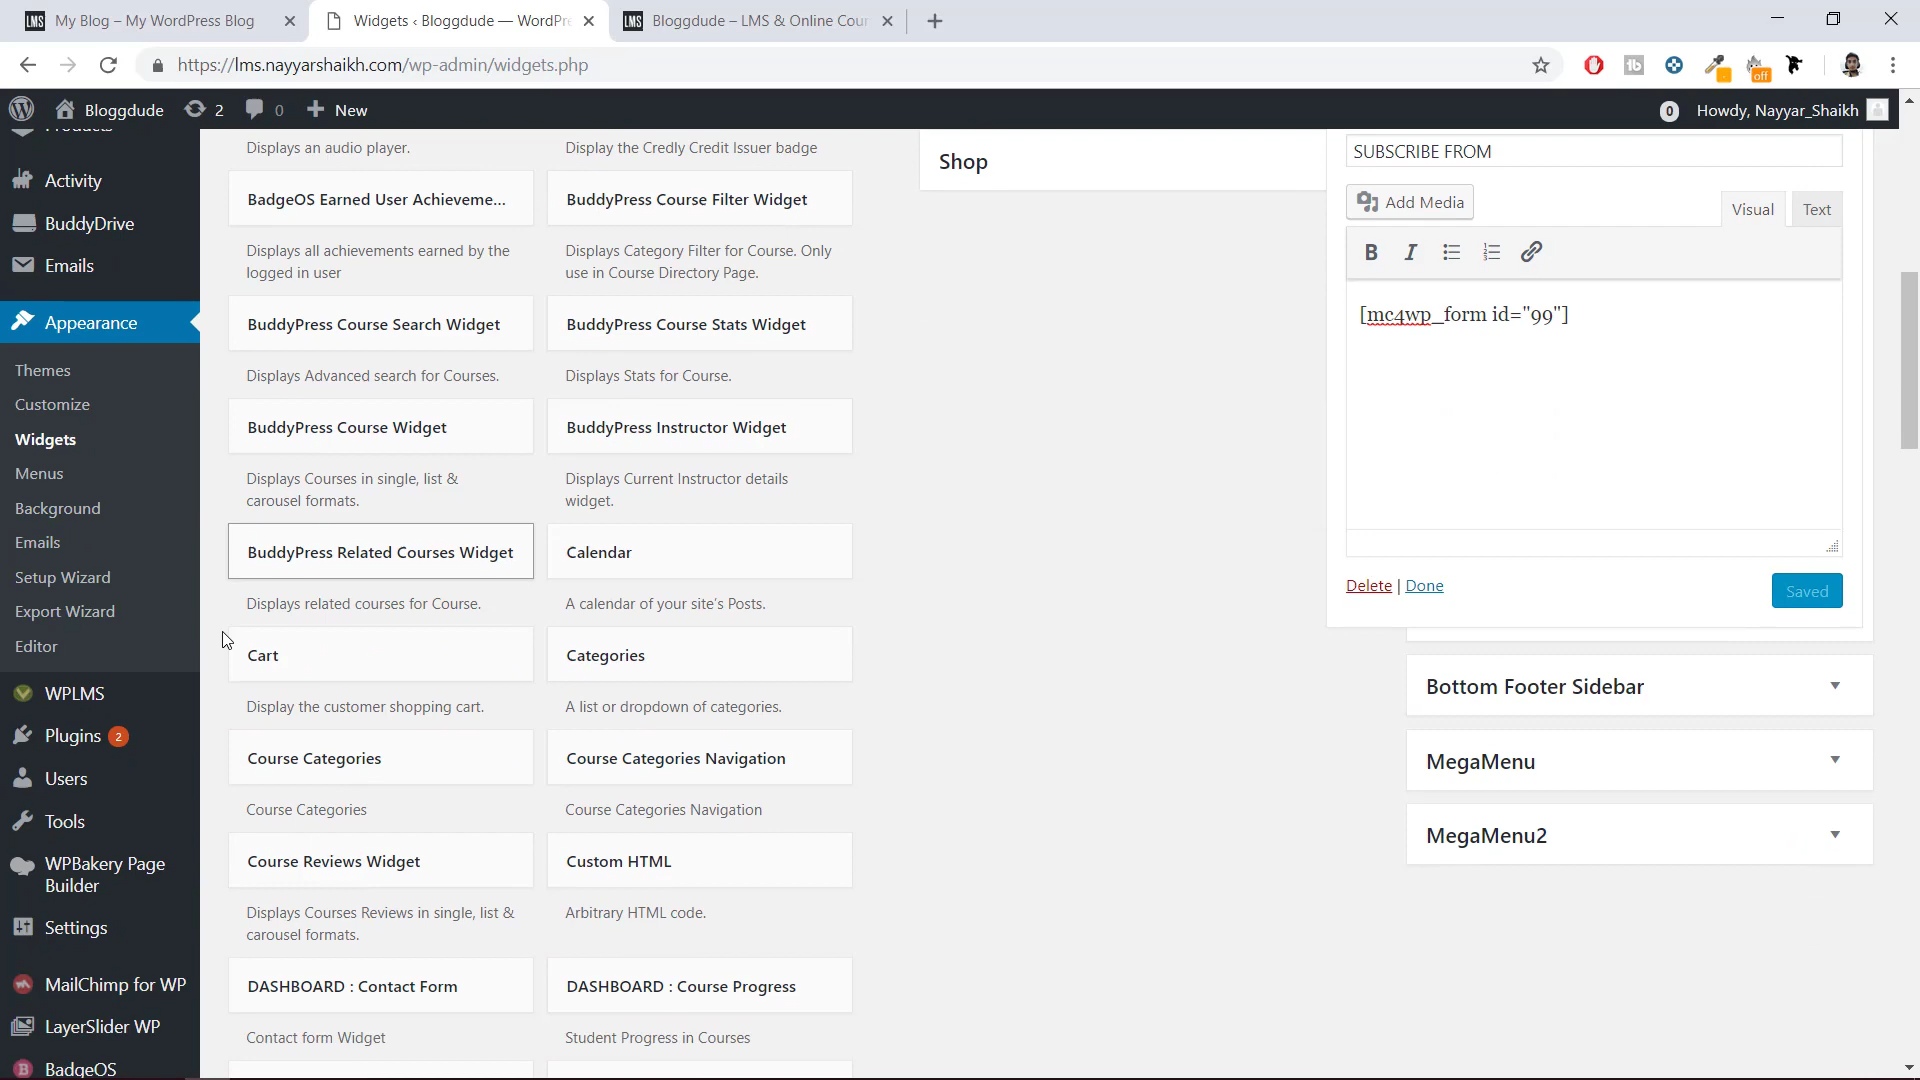 LMS My Blog – My WordPress Blog
Widgets ‹ Bloggdude — WordPre
LMS Bloggdude – LMS & Online Cour
https://lms.nayyarshaikh.com/wp-admin/widgets.php
off
Bloggdude 2 0 New
0 Howdy, Nayyar_Shaikh
Products
Activity
BuddyDrive
Emails
Appearance
Themes
Customize
Widgets
Menus
Background
Emails
Setup Wizard
Export Wizard
Editor
WPLMS
Plugins 2
Users
Tools
WPBakery Page
Builder
Settings
MailChimp for WP
LayerSlider WP
BadgeOS
Displays an audio player.
Display the Credly Credit Issuer badge
BadgeOS Earned User Achieveme...
BuddyPress Course Filter Widget
Displays all achievements earned by the
logged in user
Displays Category Filter for Course. Only
use in Course Directory Page.
BuddyPress Course Search Widget
BuddyPress Course Stats Widget
Displays Advanced search for Courses.
Displays Stats for Course.
BuddyPress Course Widget
BuddyPress Instructor Widget
Displays Courses in single, list &
carousel formats.
Displays Current Instructor details
widget.
BuddyPress Related Courses Widget
Calendar
Displays related courses for Course.
A calendar of your site's Posts.
Cart
Categories
Display the customer shopping cart.
A list or dropdown of categories.
Course Categories
Course Categories Navigation
Course Categories
Course Categories Navigation
Course Reviews Widget
Custom HTML
Displays Courses Reviews in single, list &
carousel formats.
Arbitrary HTML code.
DASHBOARD : Contact Form
DASHBOARD : Course Progress
Contact form Widget
Student Progress in Courses
Shop
SUBSCRIBE FROM
Add Media
Visual
Text
B I
[mc4wp_form id="99"]
Delete | Done
Saved
Bottom Footer Sidebar
MegaMenu
MegaMenu2